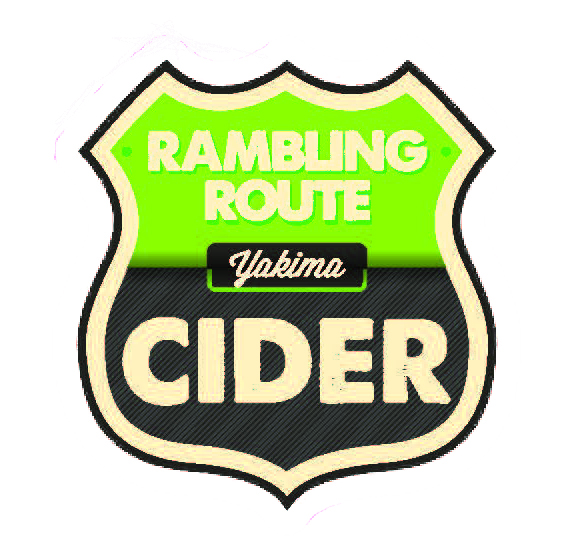 RAMBLING
ROUTE
Yakima
CIDER